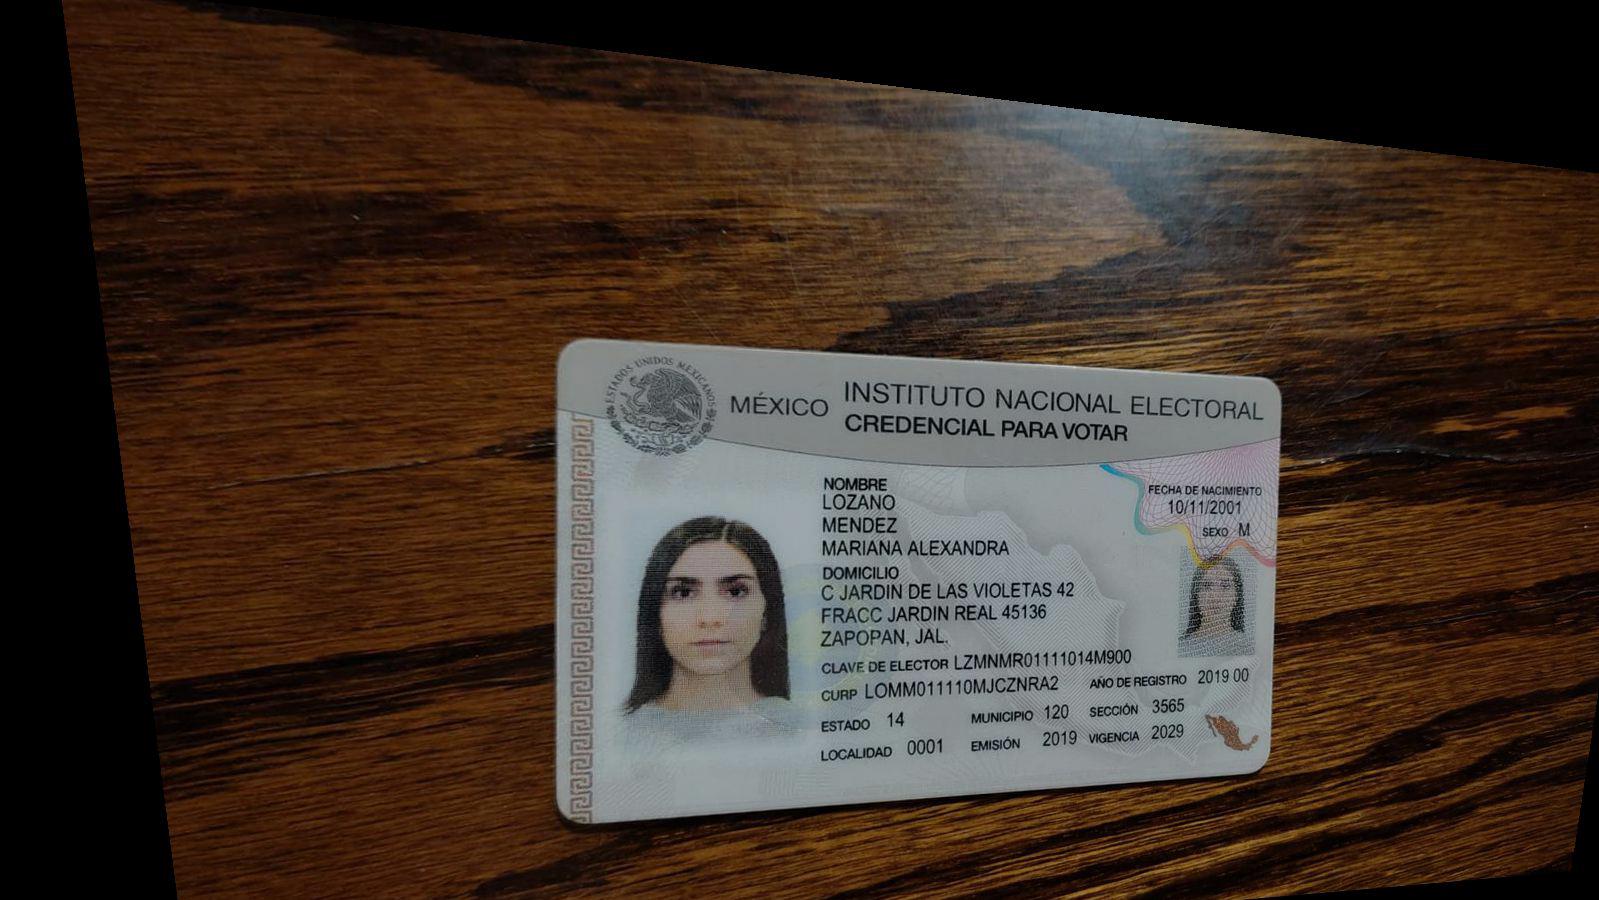 ESTADOS UNIDOS MEXICANOS
MÉXICO INSTITUTO NACIONAL ELECTORAL
CREDENCIAL PARA VOTAR
NOMBRE
LOZANO
MENDEZ
MARIANA ALEXANDRA
FECHA DE NACIMIENTO
10/11/2001
SEXO M
DOMICILIO
C JARDIN DE LAS VIOLETAS 42
FRACC JARDIN REAL 45136
ZAPOPAN, JAL.
CLAVE DE ELECTOR LZMNMR01111014M900
CURP LOMM011110MJCZNRA2 AÑO DE REGISTRO 2019 00
ESTADO 14 MUNICIPIO 120 SECCIÓN 3565
LOCALIDAD 0001 EMISIÓN 2019 VIGENCIA 2029